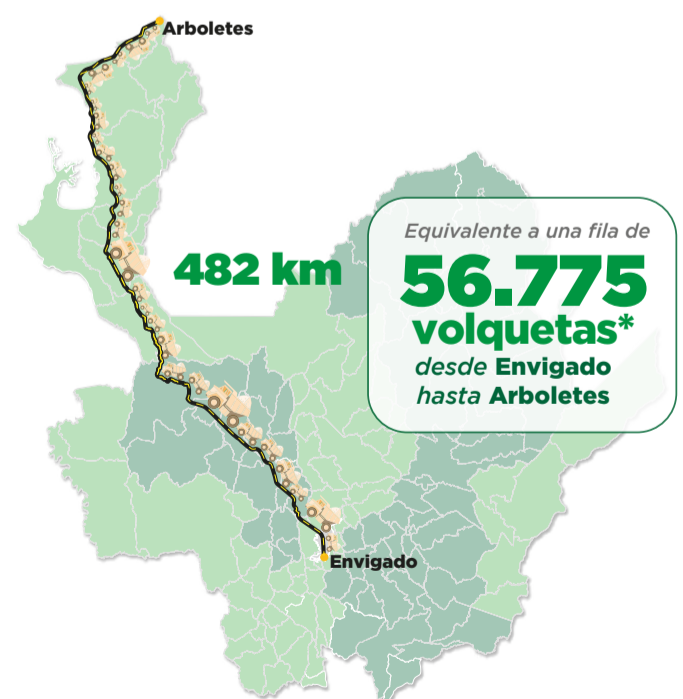 Arboletes
482 km
Equivalente a una fila de
56.775
volquetas*
desde Envigado
hasta Arboletes
Envigado